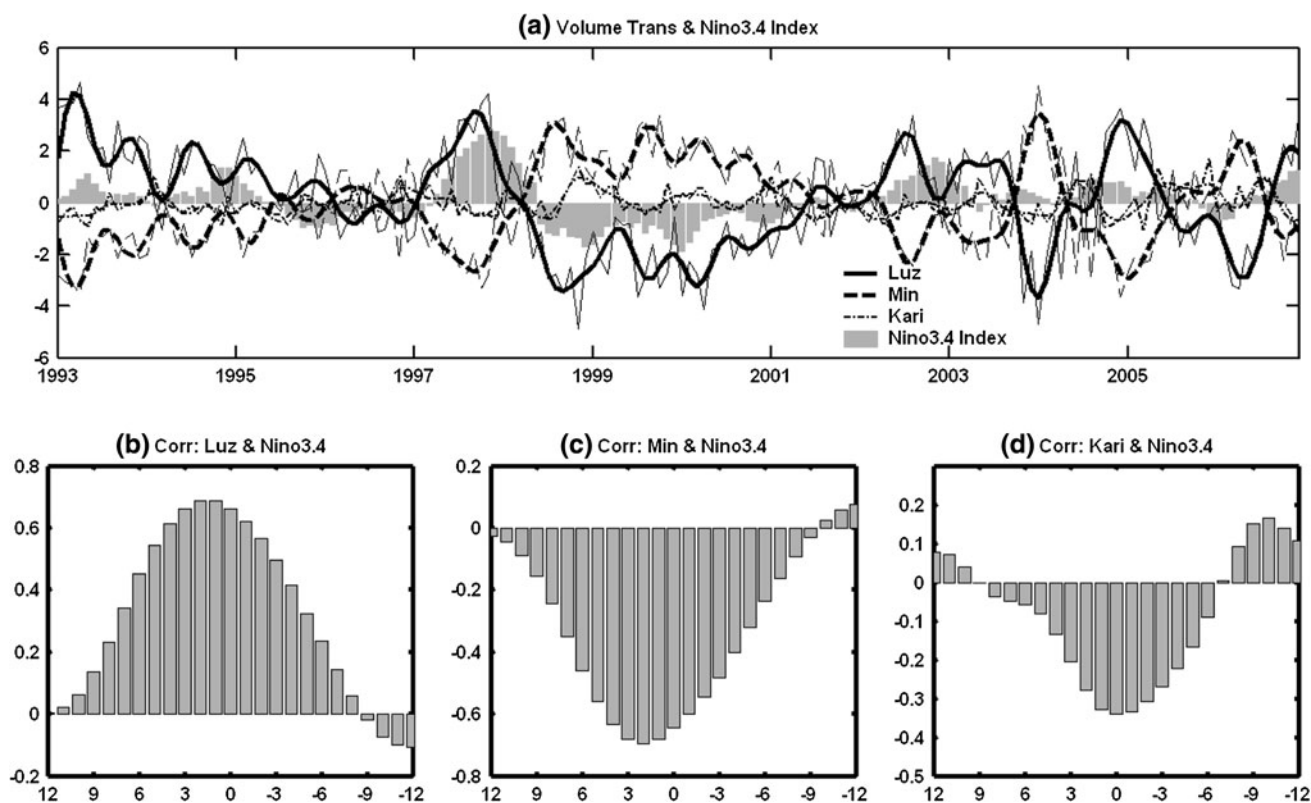 (a) Volume Trans & Nino3.4 Index
6
4
2
0
-2
-4
-6
1993 1995 1997 1999 2001 2003 2005
Luz
Min
Kari
Nino3.4 Index
(b) Corr: Luz & Nino3.4
0.8
0.6
0.4
0.2
0
0.2
12 9 6 3 0 -3 -6 -9 -12
(c) Corr: Min & Nino3.4
0.2
0
-0.2
-0.4
-0.6
-0.8
12 9 6 3 0 -3 -6 -9 -12
(d) Corr: Kari & Nino3.4
0.2
0.1
0
-0.1
-0.2
-0.3
-0.4
-0.5
12 9 6 3 0 -3 -6 -9 -12